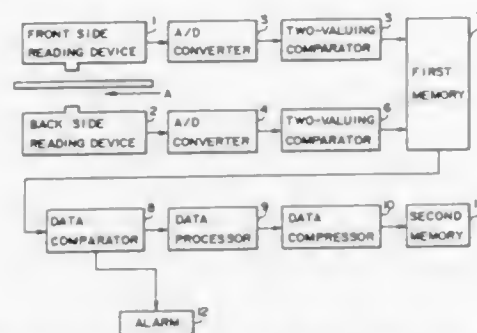 FRONT SIDE
READING DEVICE
1
A/D
CONVERTER
3
TWO-VALUING
COMPARATOR
5
FIRST
MEMORY
A
BACK SIDE
READING DEVICE
2
A/D
CONVERTER
4
TWO-VALUING
COMPARATOR
6
DATA
COMPARATOR
8
DATA
PROCESSOR
9
DATA
COMPRESSOR
10
SECOND
MEMORY
ALARM
12